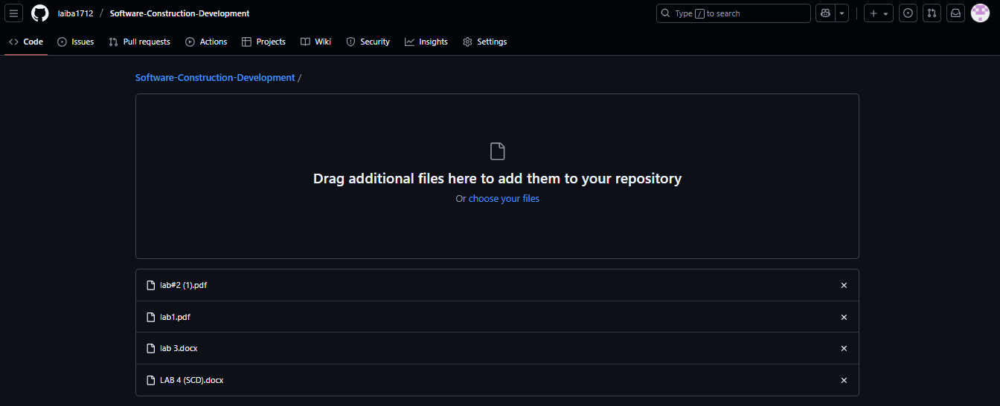 laiba1712 / Software-Construction-Development Type / to search
Code Issues Pull requests Actions Projects Wiki Security Insights Settings
Software-Construction-Development /
Drag additional files here to add them to your repository
Or choose your files
lab#2 (1).pdf
lab1.pdf
lab 3.docx
LAB 4 (SCD).docx